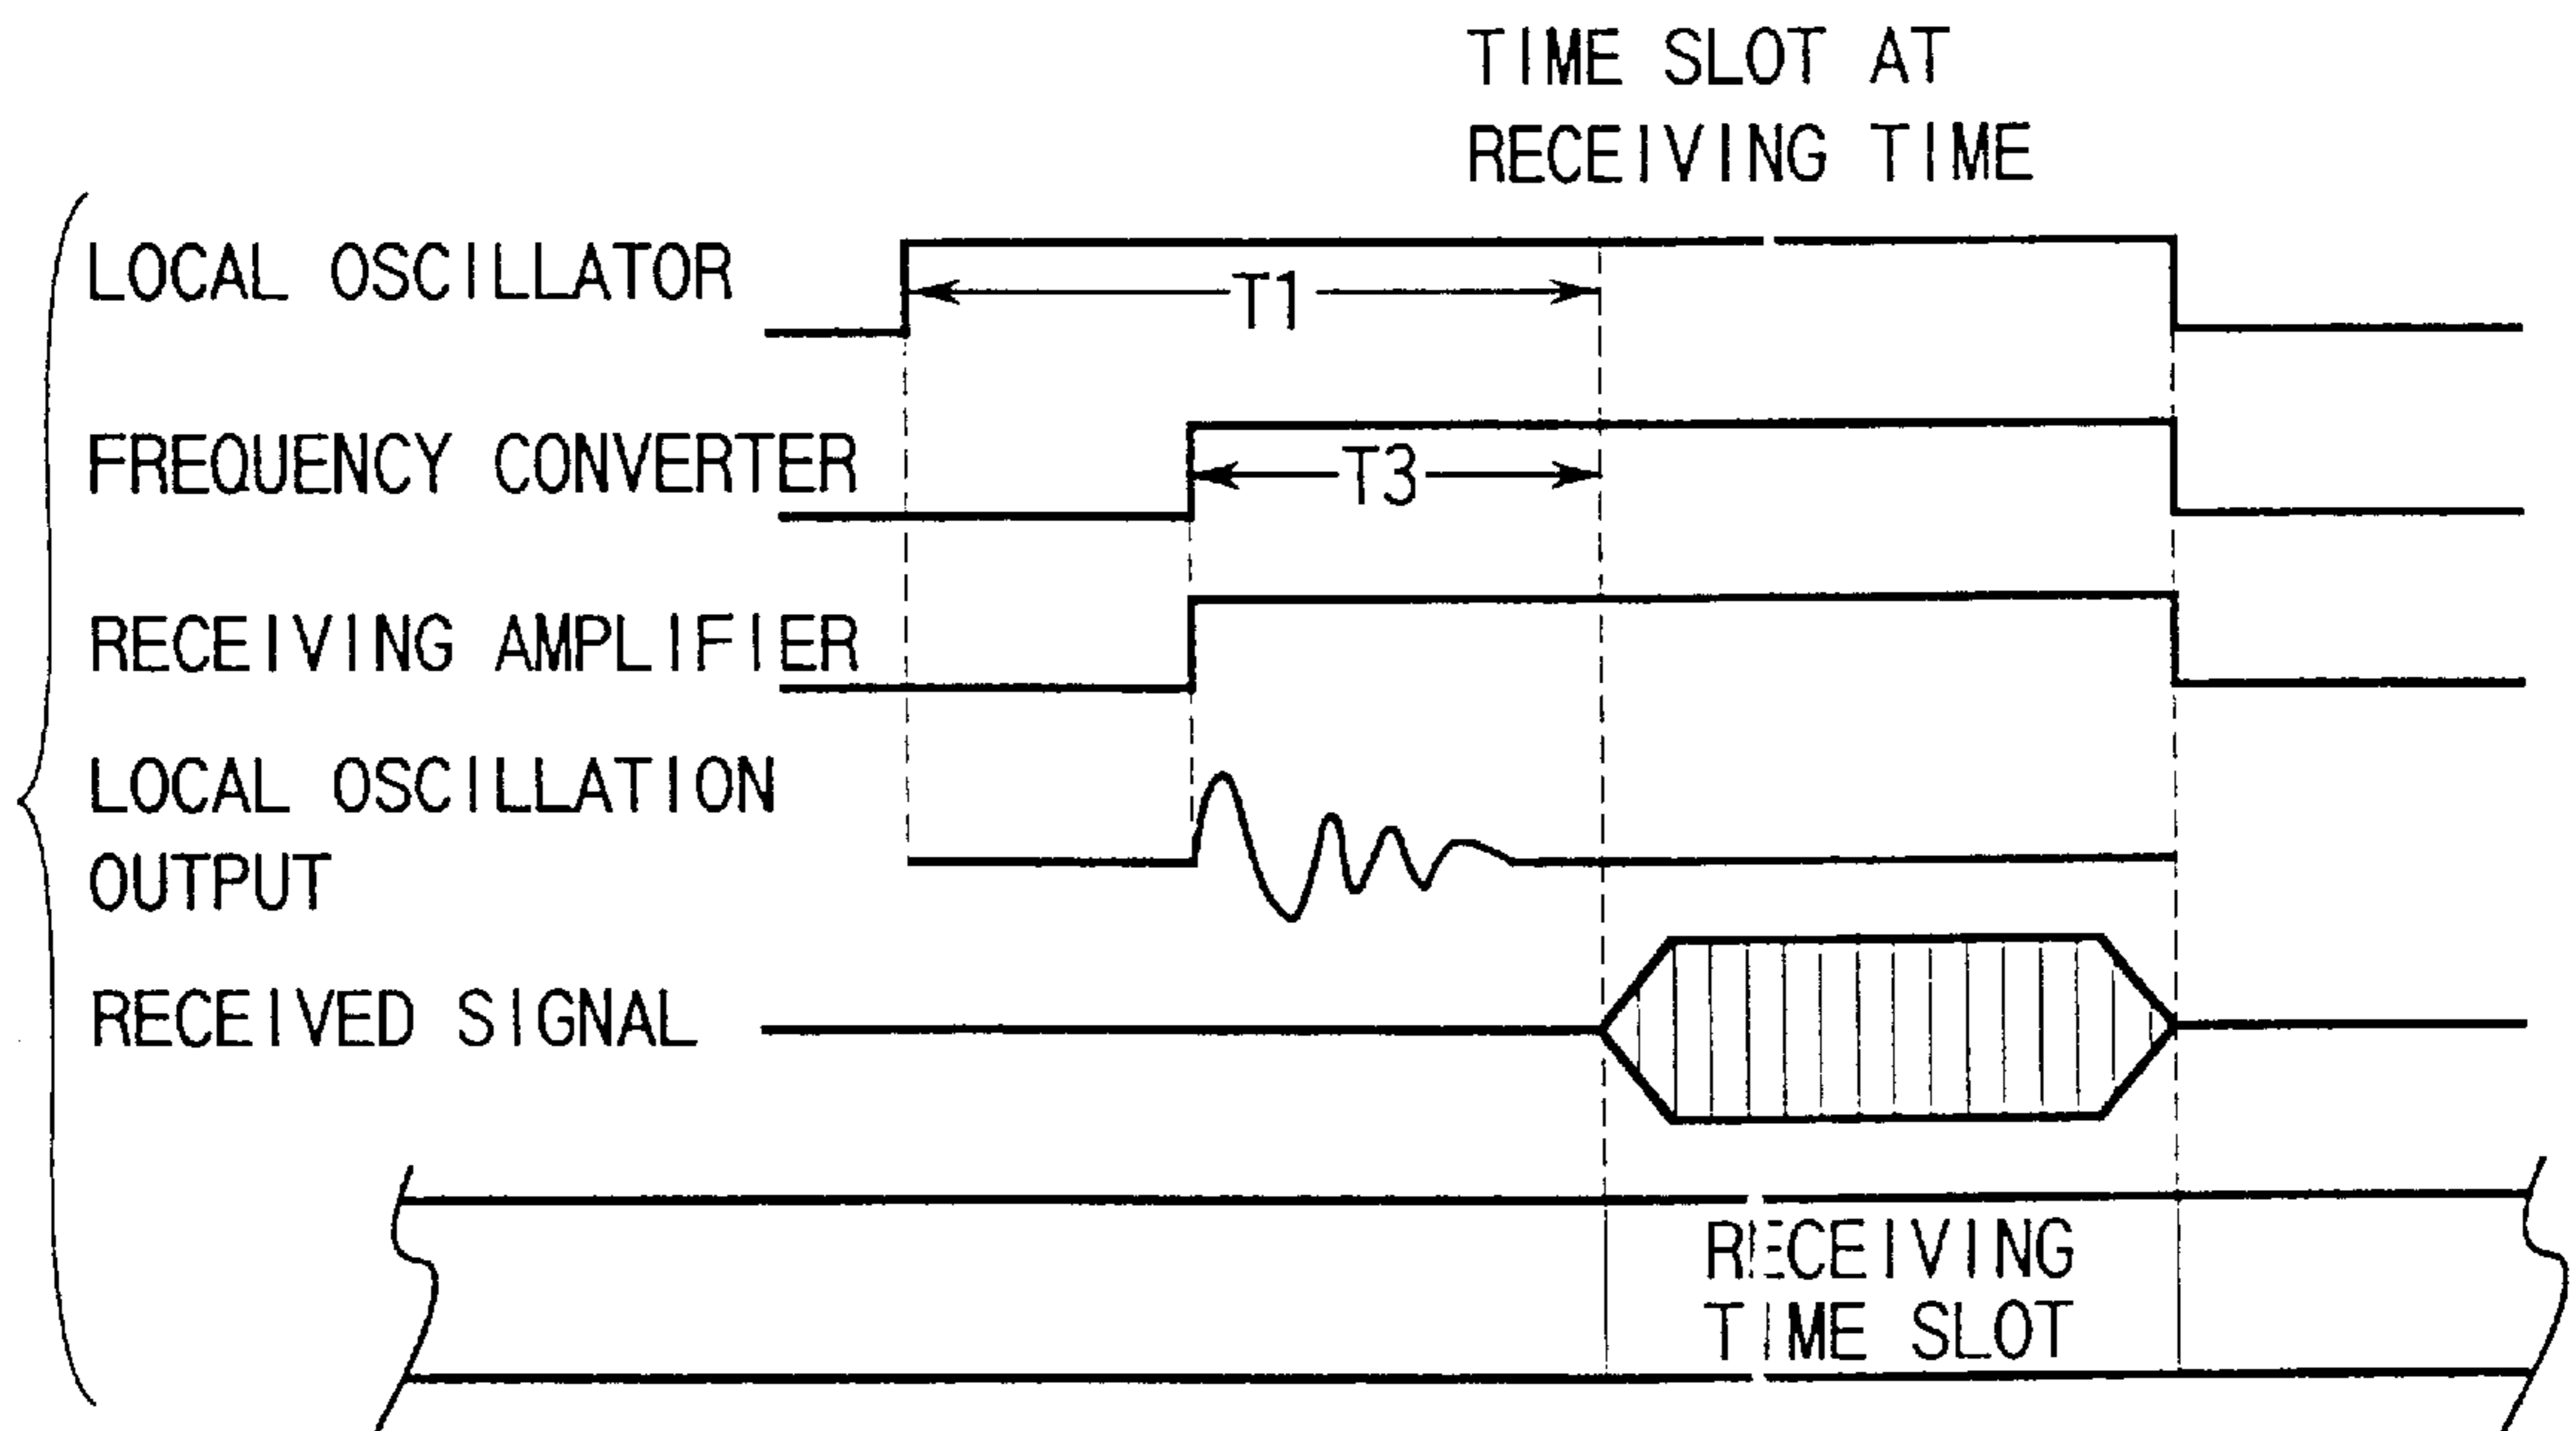 TIME SLOT AT
RECEIVING TIME
LOCAL OSCILLATOR
T1
FREQUENCY CONVERTER
T3
RECEIVING AMPLIFIER
LOCAL OSCILLATION
OUTPUT
RECEIVED SIGNAL
RECEIVING
TIME SLOT